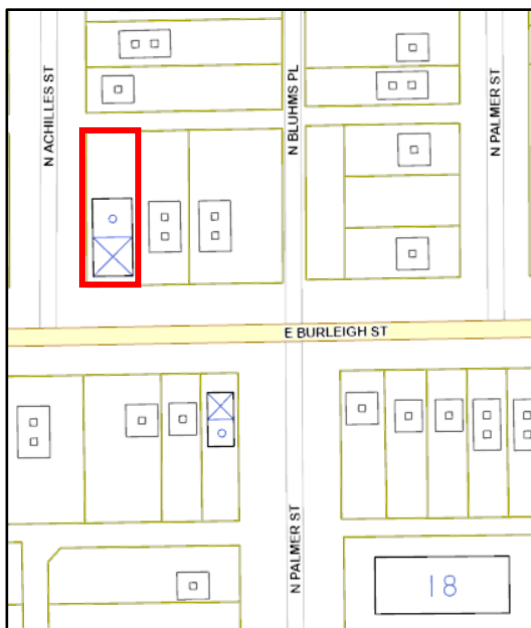 N ACHILLES ST
N BLUHMS PL
N PALMER ST
E BURLEIGH ST
N PALMER ST
18